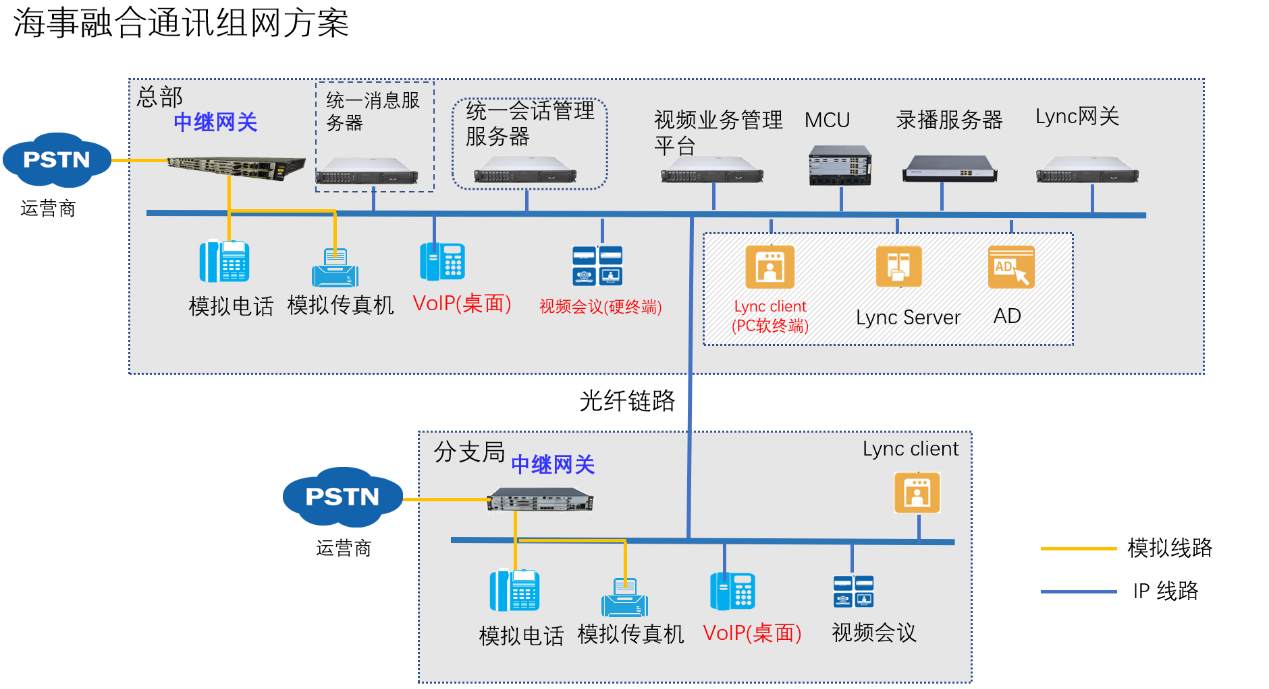 海事融合通讯组网方案
总部
中继网关
统一消息服
务器
统一会话管理
服务器
视频业务管理
平台
MCU
录播服务器
Lync网关
PSTN
运营商
模拟电话
模拟传真机
VoIP(桌面)
视频会议(硬终端)
Lync client
(PC软终端)
Lync Server
AD
AD
光纤链路
分支局
中继网关
Lync client
PSTN
运营商
模拟电话
模拟传真机
VoIP(桌面)
视频会议
模拟线路
IP 线路